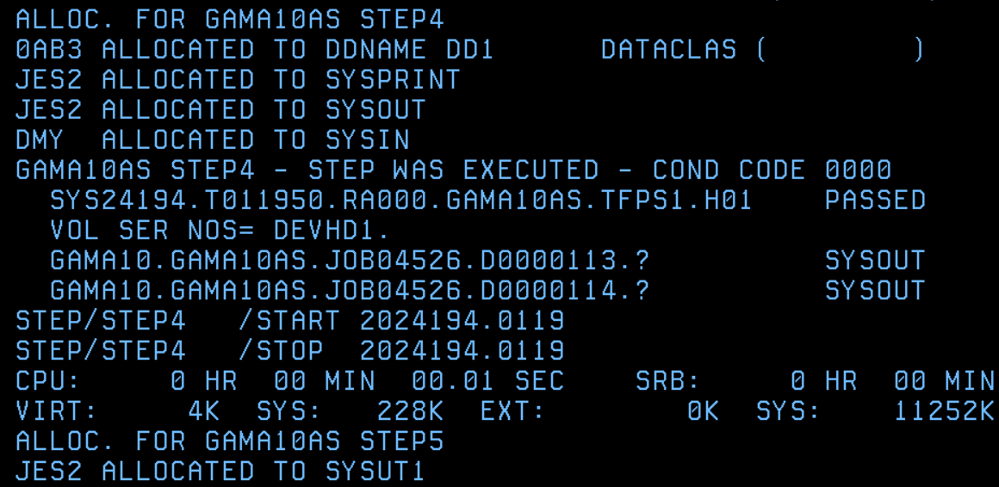 ALLOC. FOR GAMA10AS STEP4
0AB3 ALLOCATED TO DDNAME DD1      DATACLAS (        )
JES2 ALLOCATED TO SYSPRINT
JES2 ALLOCATED TO SYSOUT
DMY  ALLOCATED TO SYSIN
GAMA10AS STEP4 - STEP WAS EXECUTED - COND CODE 0000
  SYS24194.T011950.RA000.GAMA10AS.TFPS1.H01    PASSED
  VOL SER NOS= DEVHD1.
  GAMA10.GAMA10AS.JOB04526.D0000113.?          SYSOUT
  GAMA10.GAMA10AS.JOB04526.D0000114.?          SYSOUT
STEP/STEP4   /START 2024194.0119
STEP/STEP4   /STOP  2024194.0119
CPU:     0 HR  00 MIN  00.01 SEC    SRB:     0 HR  00 MIN
VIRT:     4K  SYS:   228K  EXT:        0K  SYS:    11252K
ALLOC. FOR GAMA10AS STEP5
JES2 ALLOCATED TO SYSUT1